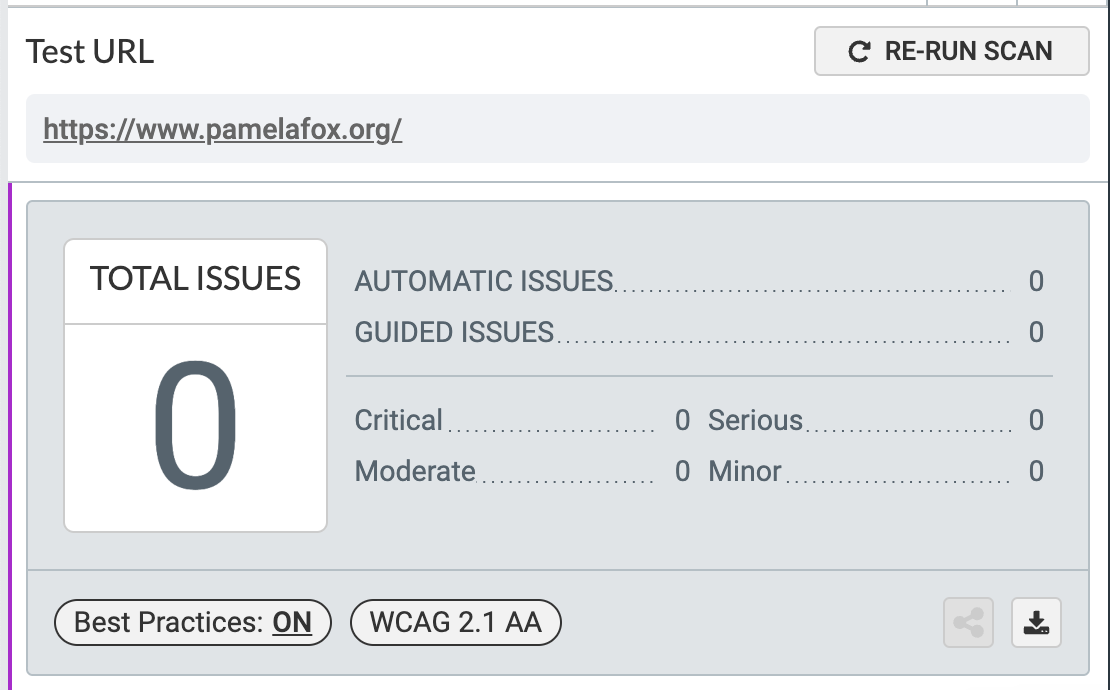 Test URL
RE-RUN SCAN
https://www.pamelafox.org/
TOTAL ISSUES
0
AUTOMATIC ISSUES 0
GUIDED ISSUES 0
Critical 0 Serious 0
Moderate 0 Minor 0
Best Practices: ON
WCAG 2.1 AA